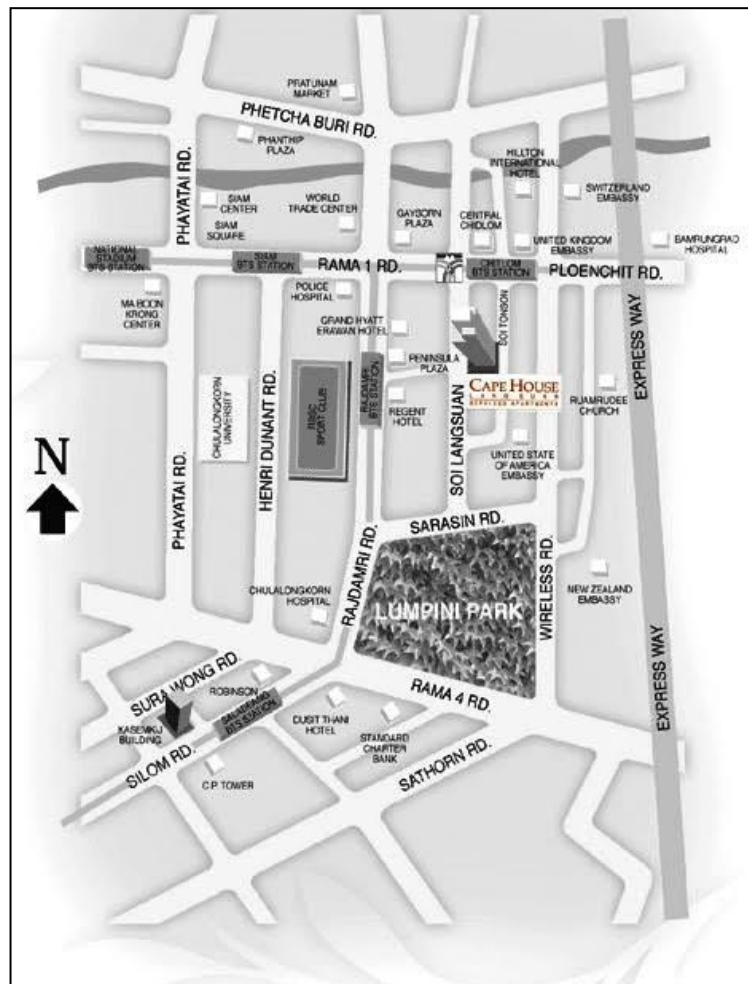 PRATUNAM
MARKET
PHETCHA BURI RD.
PHANTHIP
PLAZA
PHAYATAI RD.
HILLTON
INTERNATIONAL
HOTEL
SWITZERLAND
EMBASSY
SIAM
CENTER
SIAM
SQUARE
WORLD
TRADE CENTER
GAYSORN
PLAZA
CENTRAL
CHIDLOM
UNITED KINGDOM
EMBASSY
BAMRUNGRAD
HOSPITAL
NATIONAL
STADIUM
BTS-STATION
SIAM
BTS STATION
RAMA 1 RD.
CHITLOM
BTS STATION
PLOENCHIT RD.
MA BOON
KRONG
CENTER
POLICE
HOSPITAL
GRAND HYATT
ERAWAN HOTEL
SOI TONSON
PENINSULA
PLAZA
RAJDAMRI
BTS STATION
CAPE HOUSE
LANGSUAN
SERVICED APARTMENTS
REGENT
HOTEL
RUAMRUDEE
CHURCH
EXPRESS WAY
CHULALONGKORN
UNIVERSITY
HENRI DUNANT RD.
SPORT CLUB
SOI LANGSUAN
UNITED STATE
OF AMERICA
EMBASSY
N
PHAYATAI RD.
SARASIN RD.
RAJDAMRI RD.
WIRELESS RD.
LUMPINI PARK
NEW ZEALAND
EMBASSY
CHULALONGKORN
HOSPITAL
SURA WONG RD.
ROBINSON
RAMA 4 RD.
EXPRESS WAY
KASEMKIJ
BUILDING
SALADAENG
BTS STATION
DUSIT THANI
HOTEL
STANDARD
CHARTER
BANK
SILOM RD.
C.P. TOWER
SATHORN RD.